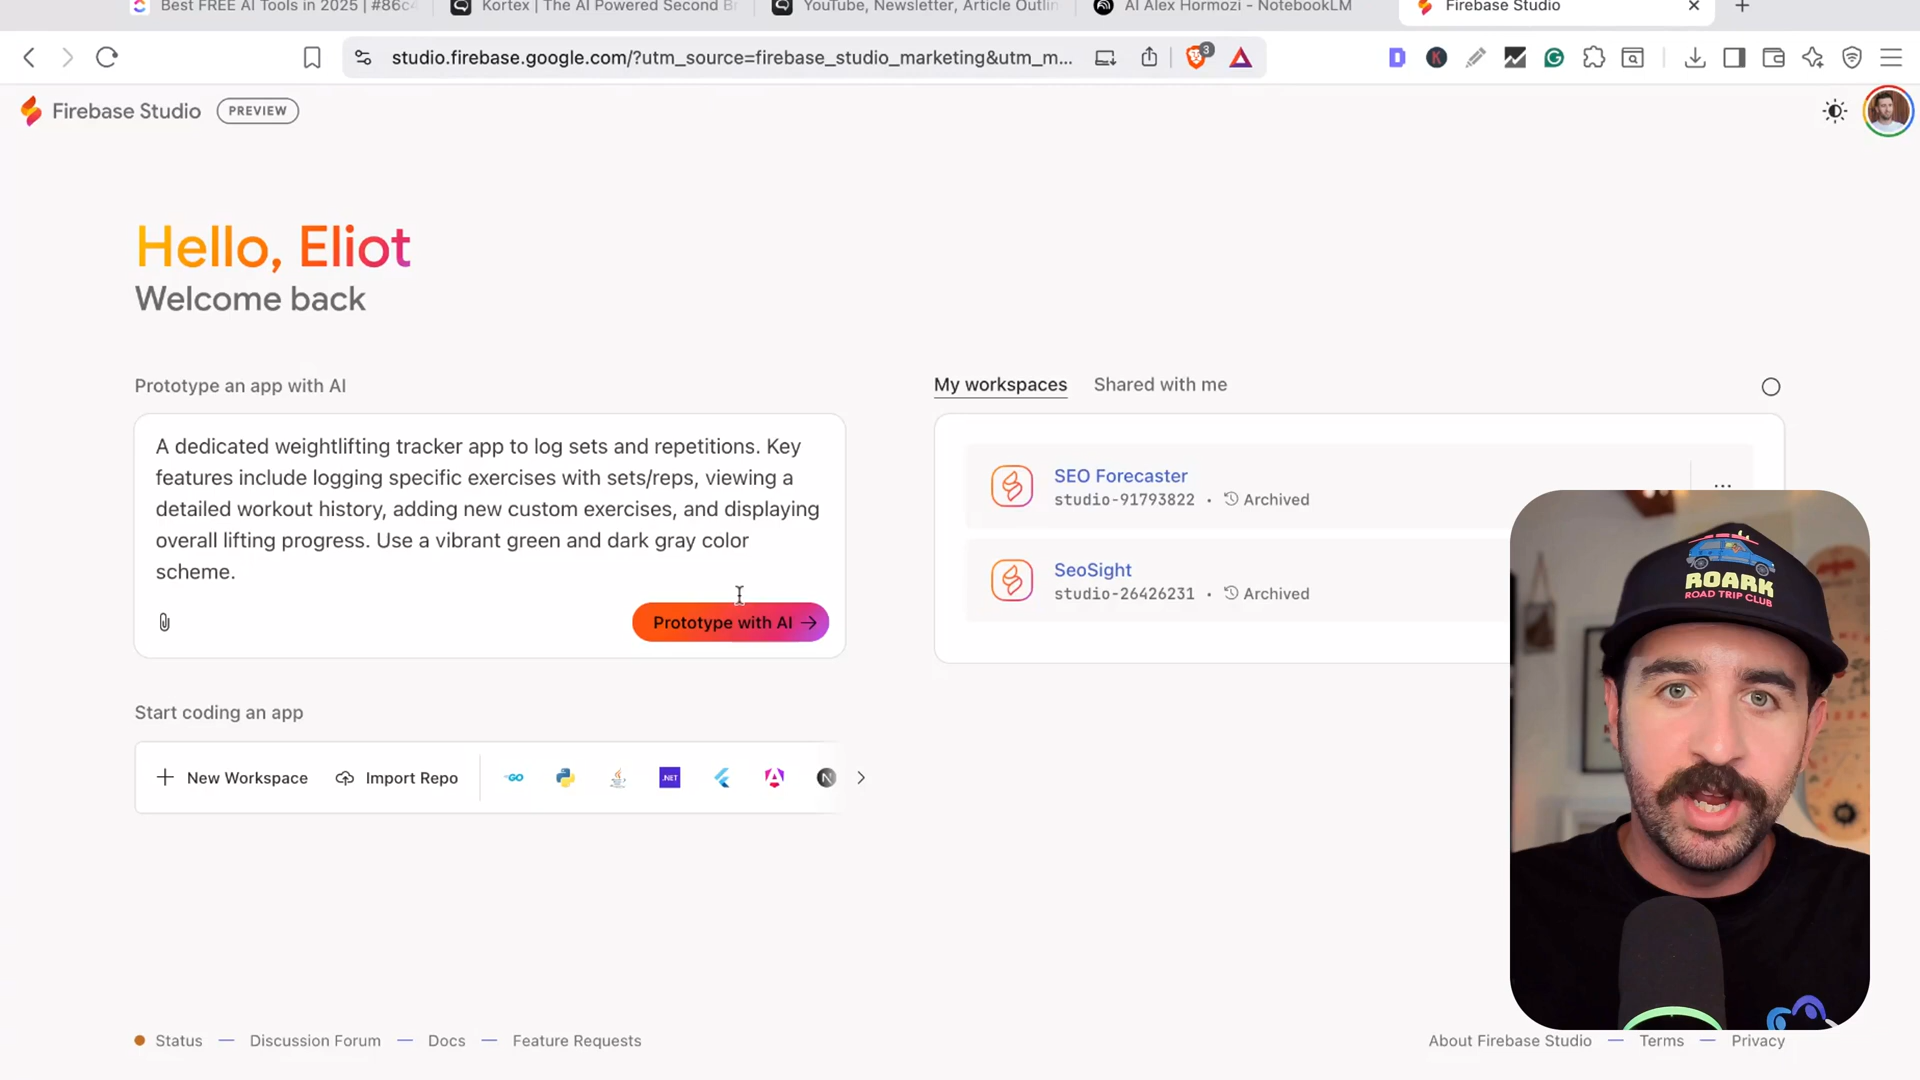 Best FREE AI Tools in 2025 | #86c
Kortex | The AI Powered Second Br
YouTube, Newsletter, Article Outlin
AI Alex Hormozi - NotebookLM
Firebase Studio
studio.firebase.google.com/?utm_source=firebase_studio_marketing&utm_m...
3
Firebase Studio
PREVIEW
Hello, Eliot
Welcome back
Prototype an app with AI
A dedicated weightlifting tracker app to log sets and repetitions. Key
features include logging specific exercises with sets/reps, viewing a
detailed workout history, adding new custom exercises, and displaying
overall lifting progress. Use a vibrant green and dark gray color
scheme.
Prototype with AI
My workspaces
Shared with me
SEO Forecaster
studio-91793822 • Archived
SeoSight
studio-26426231 • Archived
Start coding an app
New Workspace
Import Repo
GO
.NET
N
ROARK
ROAD TRIP CLUB
Status — Discussion Forum — Docs — Feature Requests
About Firebase Studio — Terms — Privacy